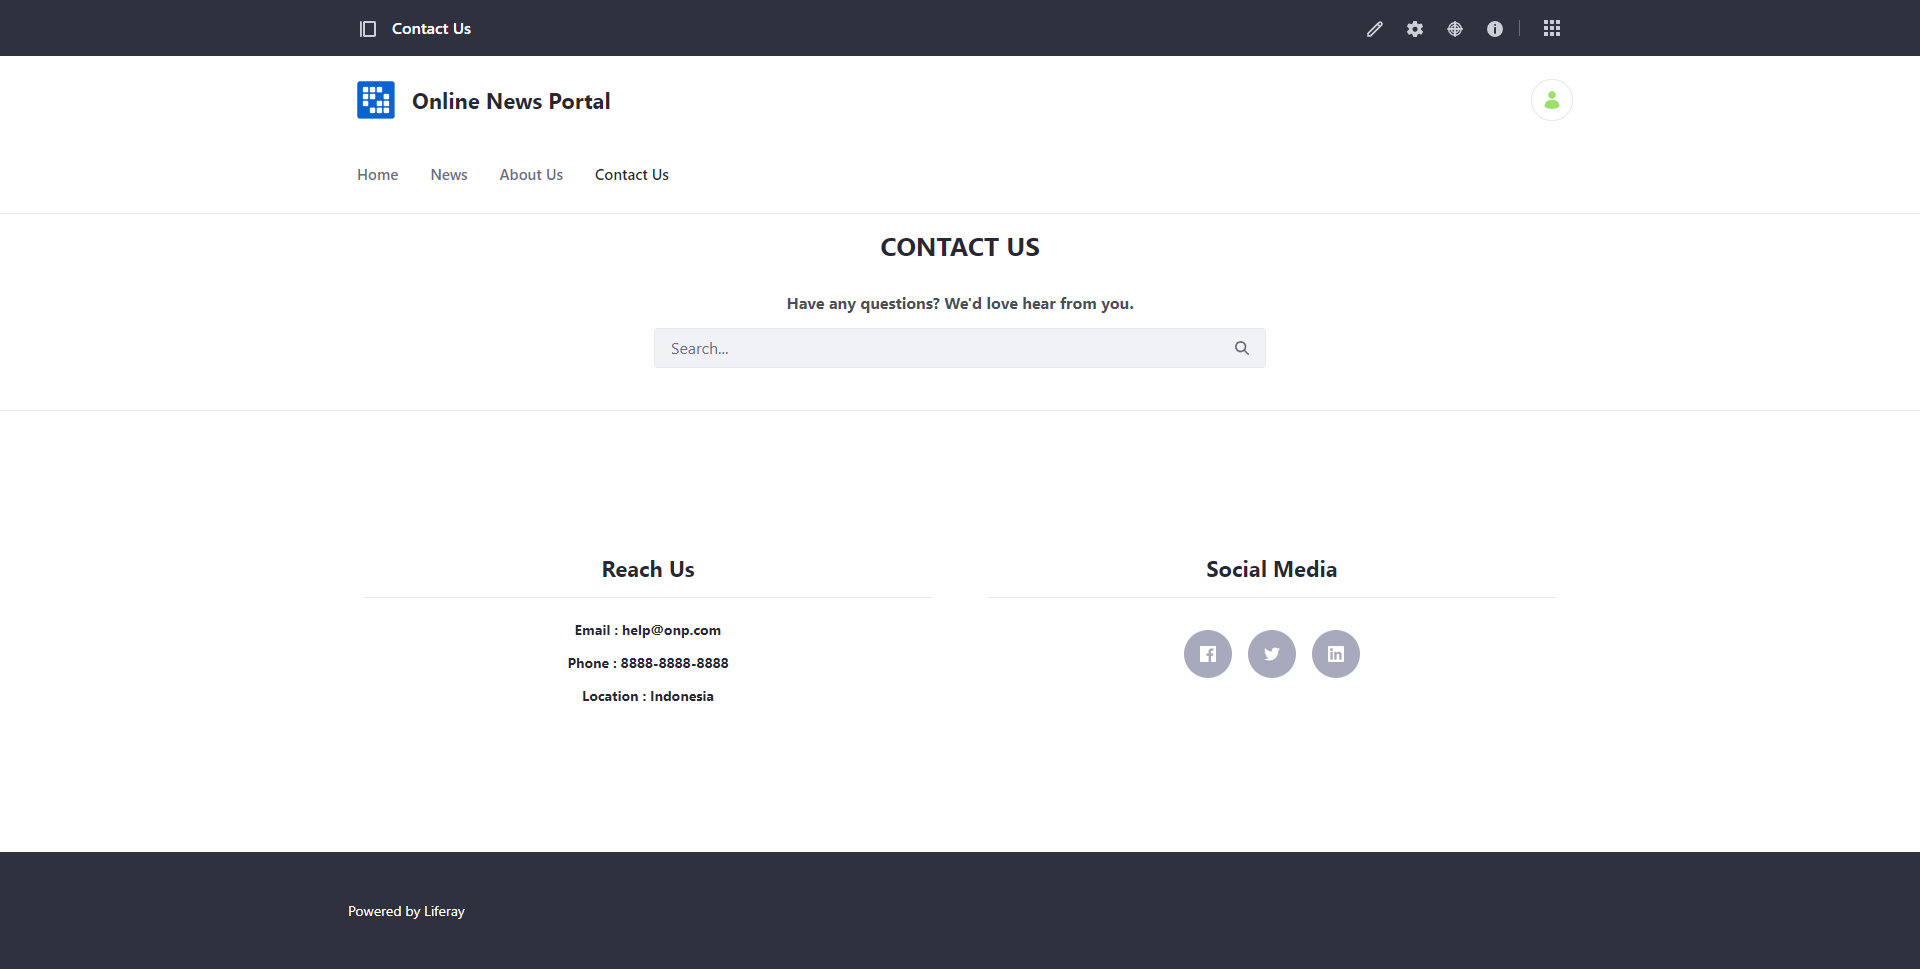 Contact Us
Online News Portal
Home News About Us Contact Us
CONTACT US
Have any questions? We'd love hear from you.
Search...
Reach Us
Email : help@onp.com
Phone : 8888-8888-8888
Location : Indonesia
Social Media
Powered by Liferay